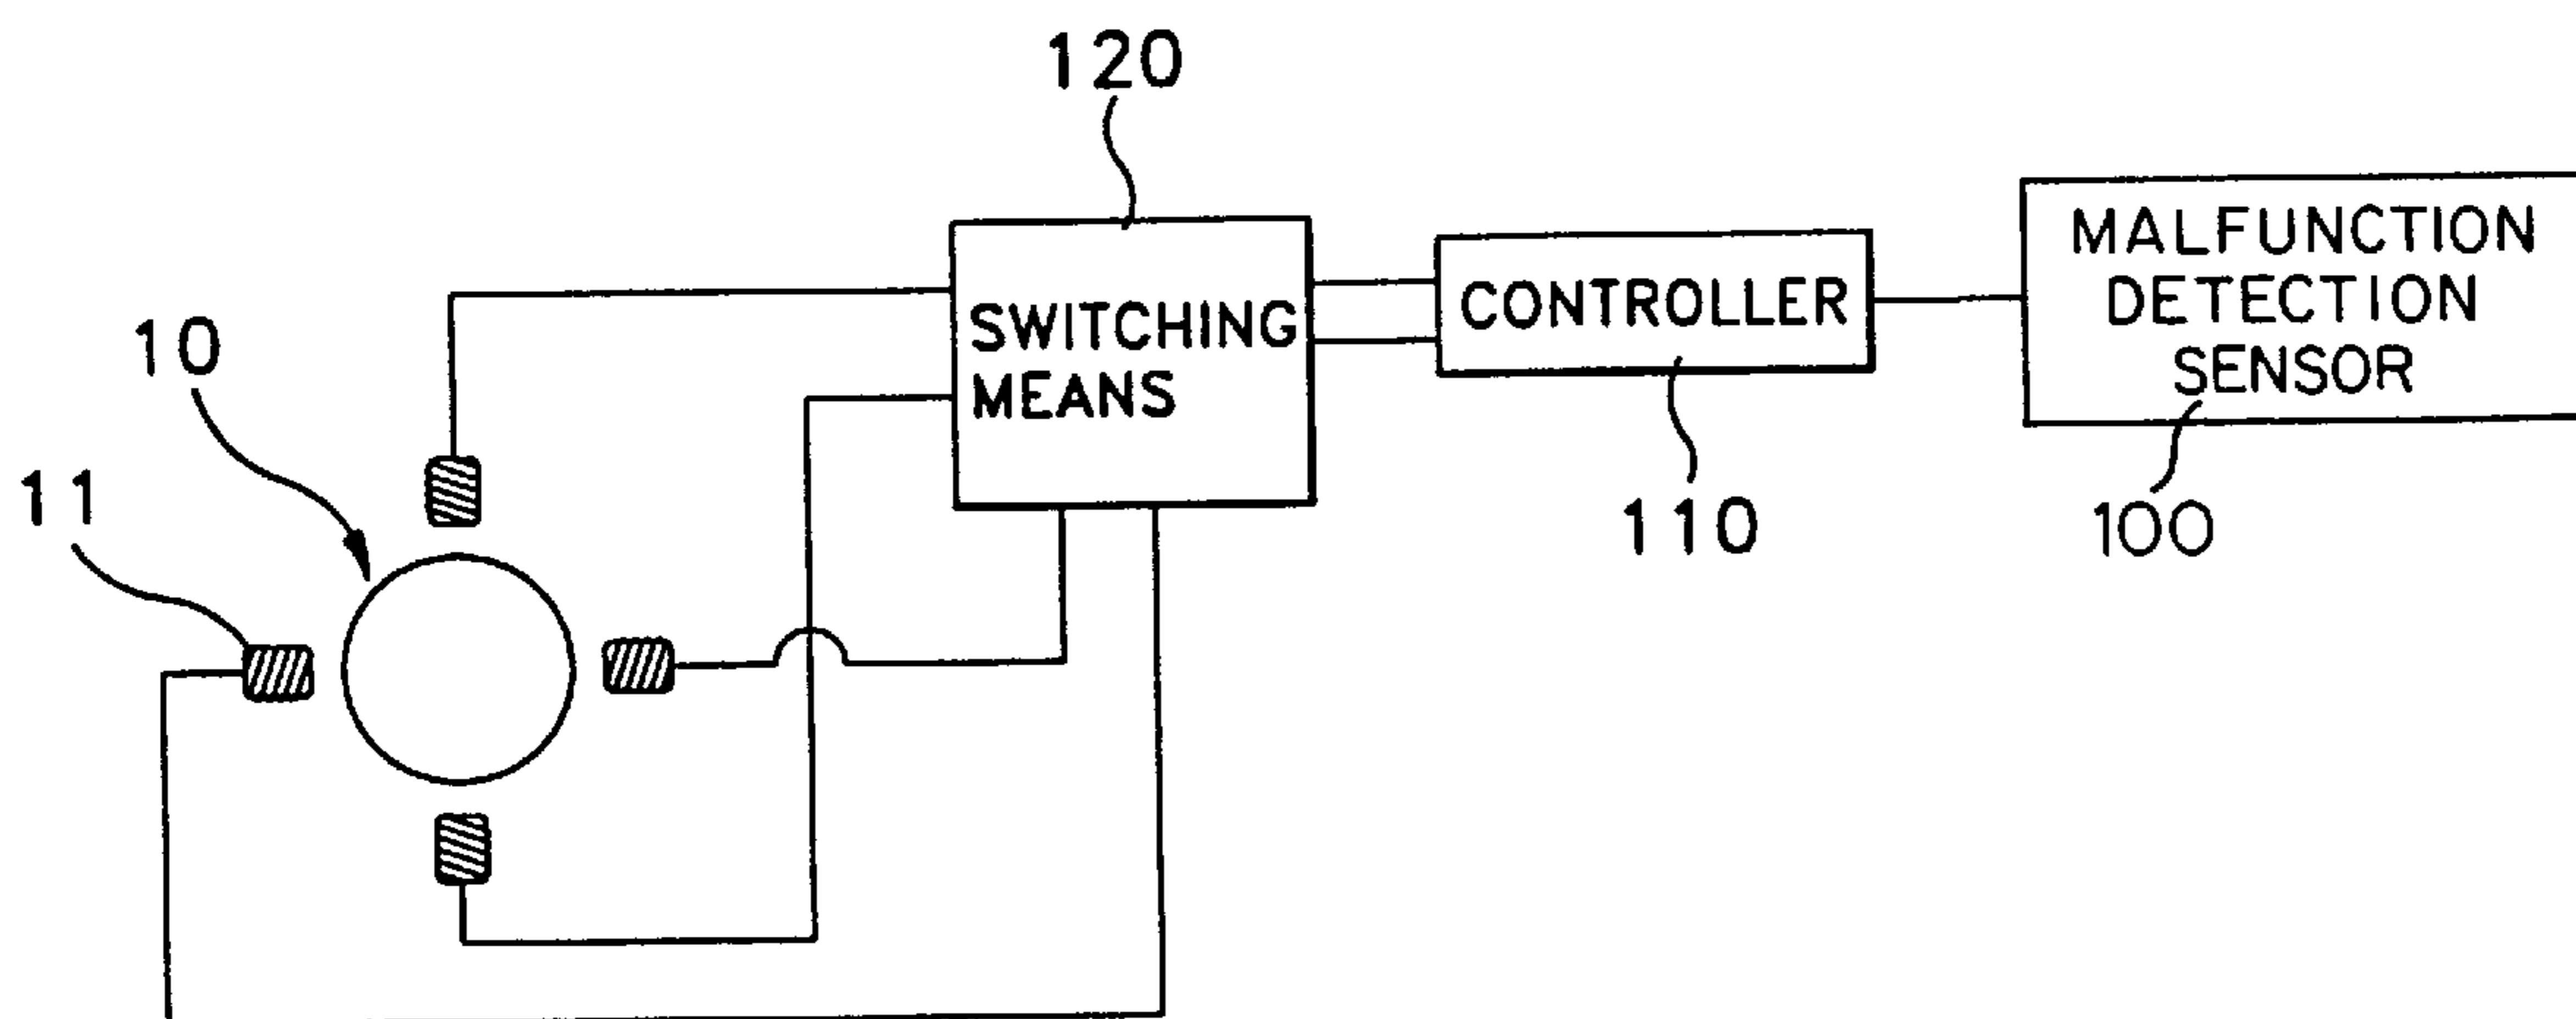 120
SWITCHING
MEANS
CONTROLLER
MALFUNCTION
DETECTION
SENSOR
10
11
110
100